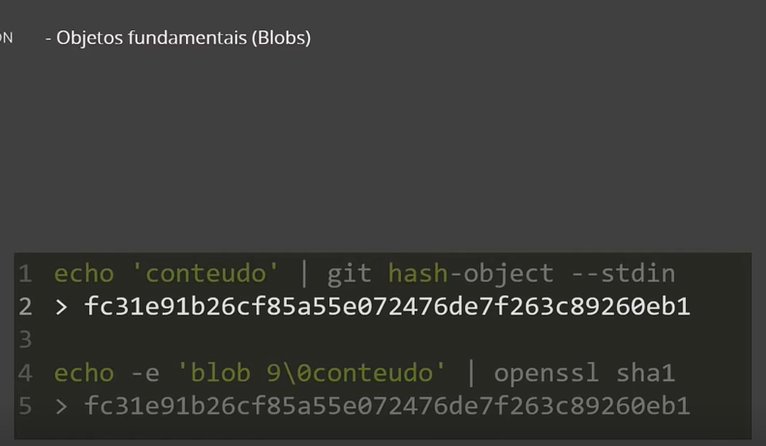 ON - Objetos fundamentais (Blobs)
1 echo 'conteudo' | git hash-object --stdin
2 > fc31e91b26cf85a55e072476de7f263c89260eb1
3
4 echo -e 'blob 9\0conteudo' | openssl sha1
5 > fc31e91b26cf85a55e072476de7f263c89260eb1